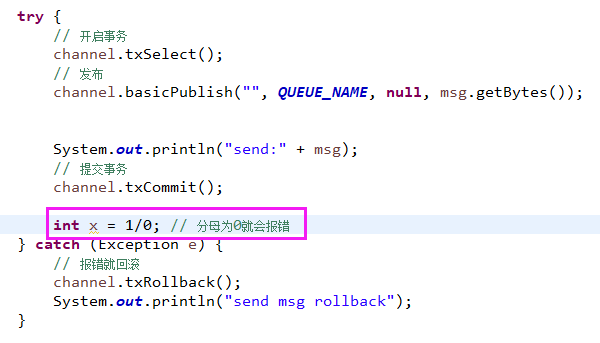 try {
// 开启事务
channel.txSelect();
// 发布
channel.basicPublish("", QUEUE_NAME, null, msg.getBytes());
System.out.println("send:" + msg);
// 提交事务
channel.txCommit();
int x = 1/0; // 分母为0就会报错
} catch (Exception e) {
// 报错就回滚
channel.txRollback();
System.out.println("send msg rollback");
}